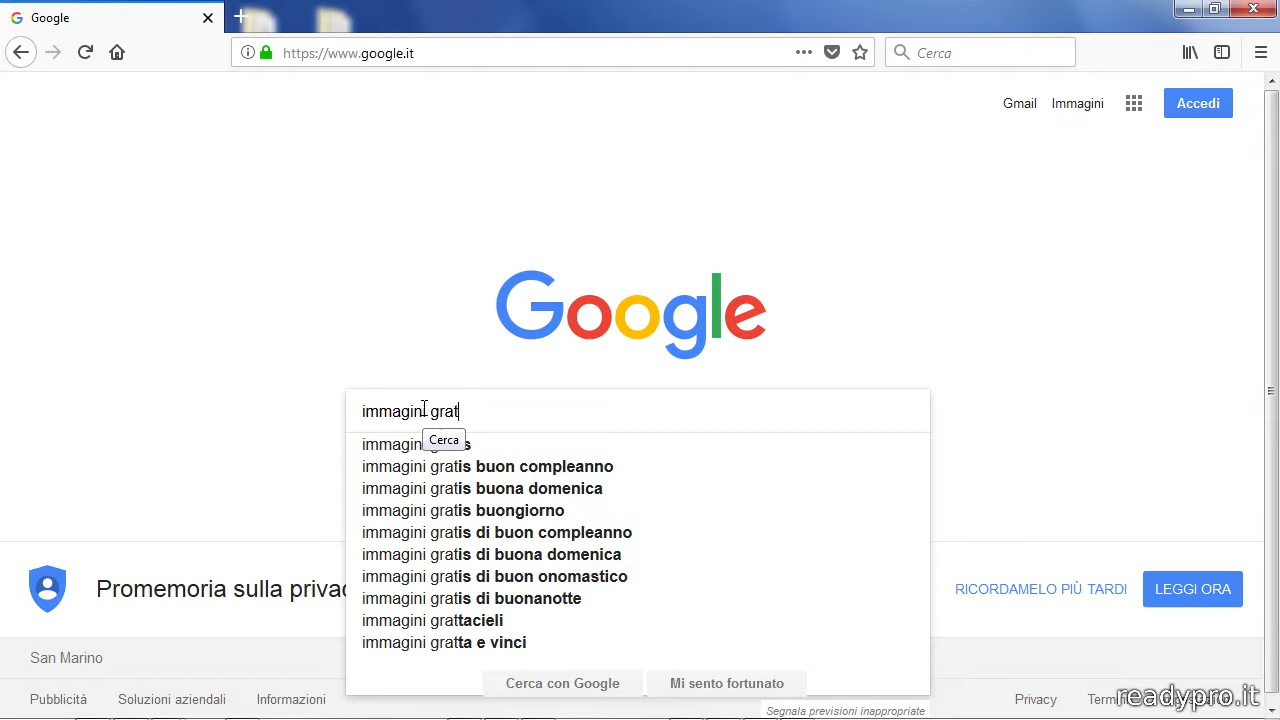 Google
https://www.google.it
Cerca
Gmail Immagini Accedi
Google
immagini grat
Cerca
immagini gratis buon compleanno
immagini gratis buona domenica
immagini gratis buongiorno
immagini gratis di buon compleanno
immagini gratis di buona domenica
immagini gratis di buon onomastico
immagini gratis di buonanotte
immagini grattacieli
immagini gratta e vinci
Promemoria sulla
RICORDAMELO PIÙ TARDI LEGGI ORA
San Marino
Cerca con Google Mi sento fortunato
Pubblicità Soluzioni aziendali Informazioni
Privacy
readypro.it
Segnala previsioni inappropriate